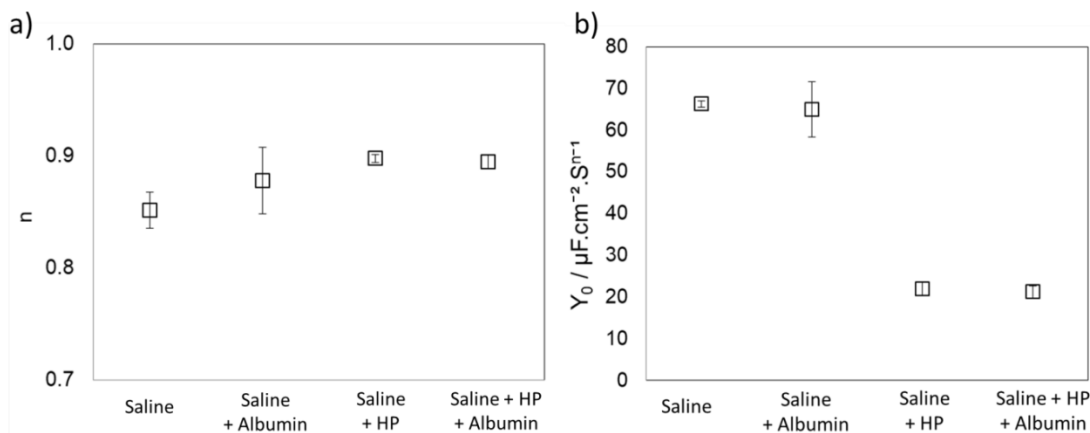 a)
1.0
0.9
0.8
0.7
n
Saline
Saline
+ Albumin
Saline
+ HP
Saline + HP
+ Albumin
b)
80
70
60
50
40
30
20
10
0
Y₀ / µF.cm⁻².Sⁿ⁻¹
Saline
Saline
+ Albumin
Saline
+ HP
Saline + HP
+ Albumin